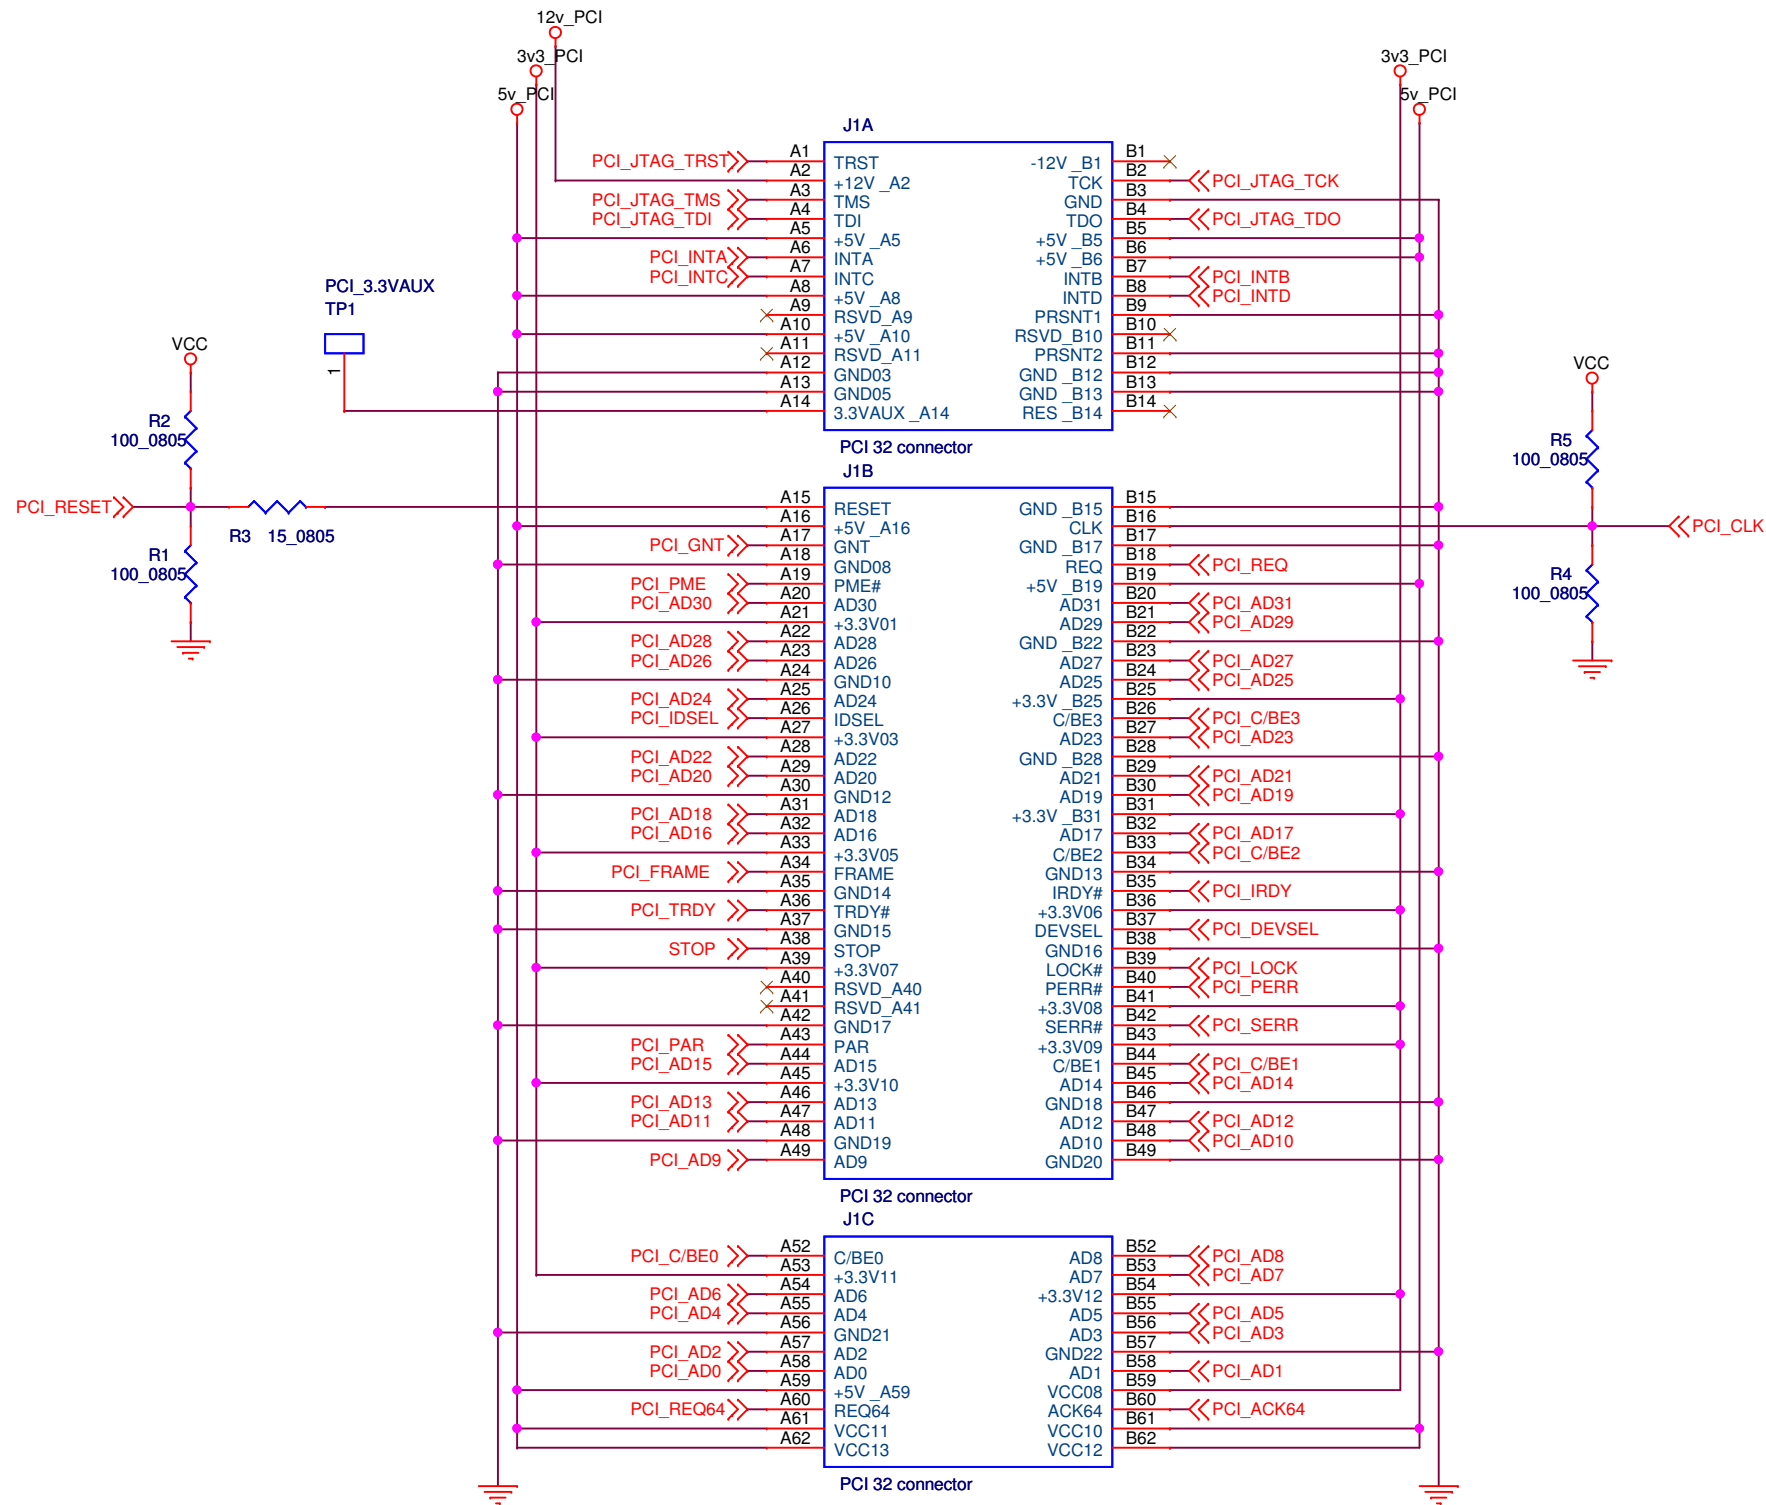 12v_PCI
3v3_PCI
5v_PCI
3v3_PCI
5v_PCI
J1A
PCI_JTAG_TRST A1 TRST -12V _B1 B1
A2 +12V _A2 TCK B2 PCI_JTAG_TCK
PCI_JTAG_TMS A3 TMS GND B3
PCI_JTAG_TDI A4 TDI TDO B4 PCI_JTAG_TDO
A5 +5V _A5 +5V _B5 B5
PCI_INTA A6 INTA +5V _B6 B6
PCI_INTC A7 INTC INTB B7 PCI_INTB
A8 +5V _A8 INTD B8 PCI_INTD
A9 RSVD_A9 PRSNT1 B9
A10 +5V _A10 RSVD_B10 B10
A11 RSVD_A11 PRSNT2 B11
A12 GND03 GND _B12 B12
A13 GND05 GND _B13 B13
A14 3.3VAUX _A14 RES _B14 B14
PCI 32 connector
PCI_3.3VAUX
TP1
1
VCC
R2
100_0805
PCI_RESET
R3 15_0805
R1
100_0805
VCC
R5
100_0805
PCI_CLK
R4
100_0805
J1B
A15 RESET GND _B15 B15
A16 +5V _A16 CLK B16
PCI_GNT A17 GNT GND _B17 B17
A18 GND08 REQ B18 PCI_REQ
PCI_PME A19 PME# +5V _B19 B19
PCI_AD30 A20 AD30 AD31 B20 PCI_AD31
A21 +3.3V01 AD29 B21 PCI_AD29
PCI_AD28 A22 AD28 GND _B22 B22
PCI_AD26 A23 AD26 AD27 B23 PCI_AD27
A24 GND10 AD25 B24 PCI_AD25
PCI_AD24 A25 AD24 +3.3V _B25 B25
PCI_IDSEL A26 IDSEL C/BE3 B26 PCI_C/BE3
A27 +3.3V03 AD23 B27 PCI_AD23
PCI_AD22 A28 AD22 GND _B28 B28
PCI_AD20 A29 AD20 AD21 B29 PCI_AD21
A30 GND12 AD19 B30 PCI_AD19
PCI_AD18 A31 AD18 +3.3V _B31 B31
PCI_AD16 A32 AD16 AD17 B32 PCI_AD17
A33 +3.3V05 C/BE2 B33 PCI_C/BE2
PCI_FRAME A34 FRAME GND13 B34
A35 GND14 IRDY# B35 PCI_IRDY
PCI_TRDY A36 TRDY# +3.3V06 B36
A37 GND15 DEVSEL B37 PCI_DEVSEL
STOP A38 STOP GND16 B38
A39 +3.3V07 LOCK# B39 PCI_LOCK
A40 RSVD_A40 PERR# B40 PCI_PERR
A41 RSVD_A41 +3.3V08 B41
A42 GND17 SERR# B42 PCI_SERR
PCI_PAR A43 PAR +3.3V09 B43
PCI_AD15 A44 AD15 C/BE1 B44 PCI_C/BE1
A45 +3.3V10 AD14 B45 PCI_AD14
PCI_AD13 A46 AD13 GND18 B46
PCI_AD11 A47 AD11 AD12 B47 PCI_AD12
A48 GND19 AD10 B48 PCI_AD10
PCI_AD9 A49 AD9 GND20 B49
PCI 32 connector
J1C
PCI_C/BE0 A52 C/BE0 AD8 B52 PCI_AD8
A53 +3.3V11 AD7 B53 PCI_AD7
PCI_AD6 A54 AD6 +3.3V12 B54
PCI_AD4 A55 AD4 AD5 B55 PCI_AD5
A56 GND21 AD3 B56 PCI_AD3
PCI_AD2 A57 AD2 GND22 B57
PCI_AD0 A58 AD0 AD1 B58 PCI_AD1
A59 +5V _A59 VCC08 B59
PCI_REQ64 A60 REQ64 ACK64 B60 PCI_ACK64
A61 VCC11 VCC10 B61
A62 VCC13 VCC12 B62
PCI 32 connector